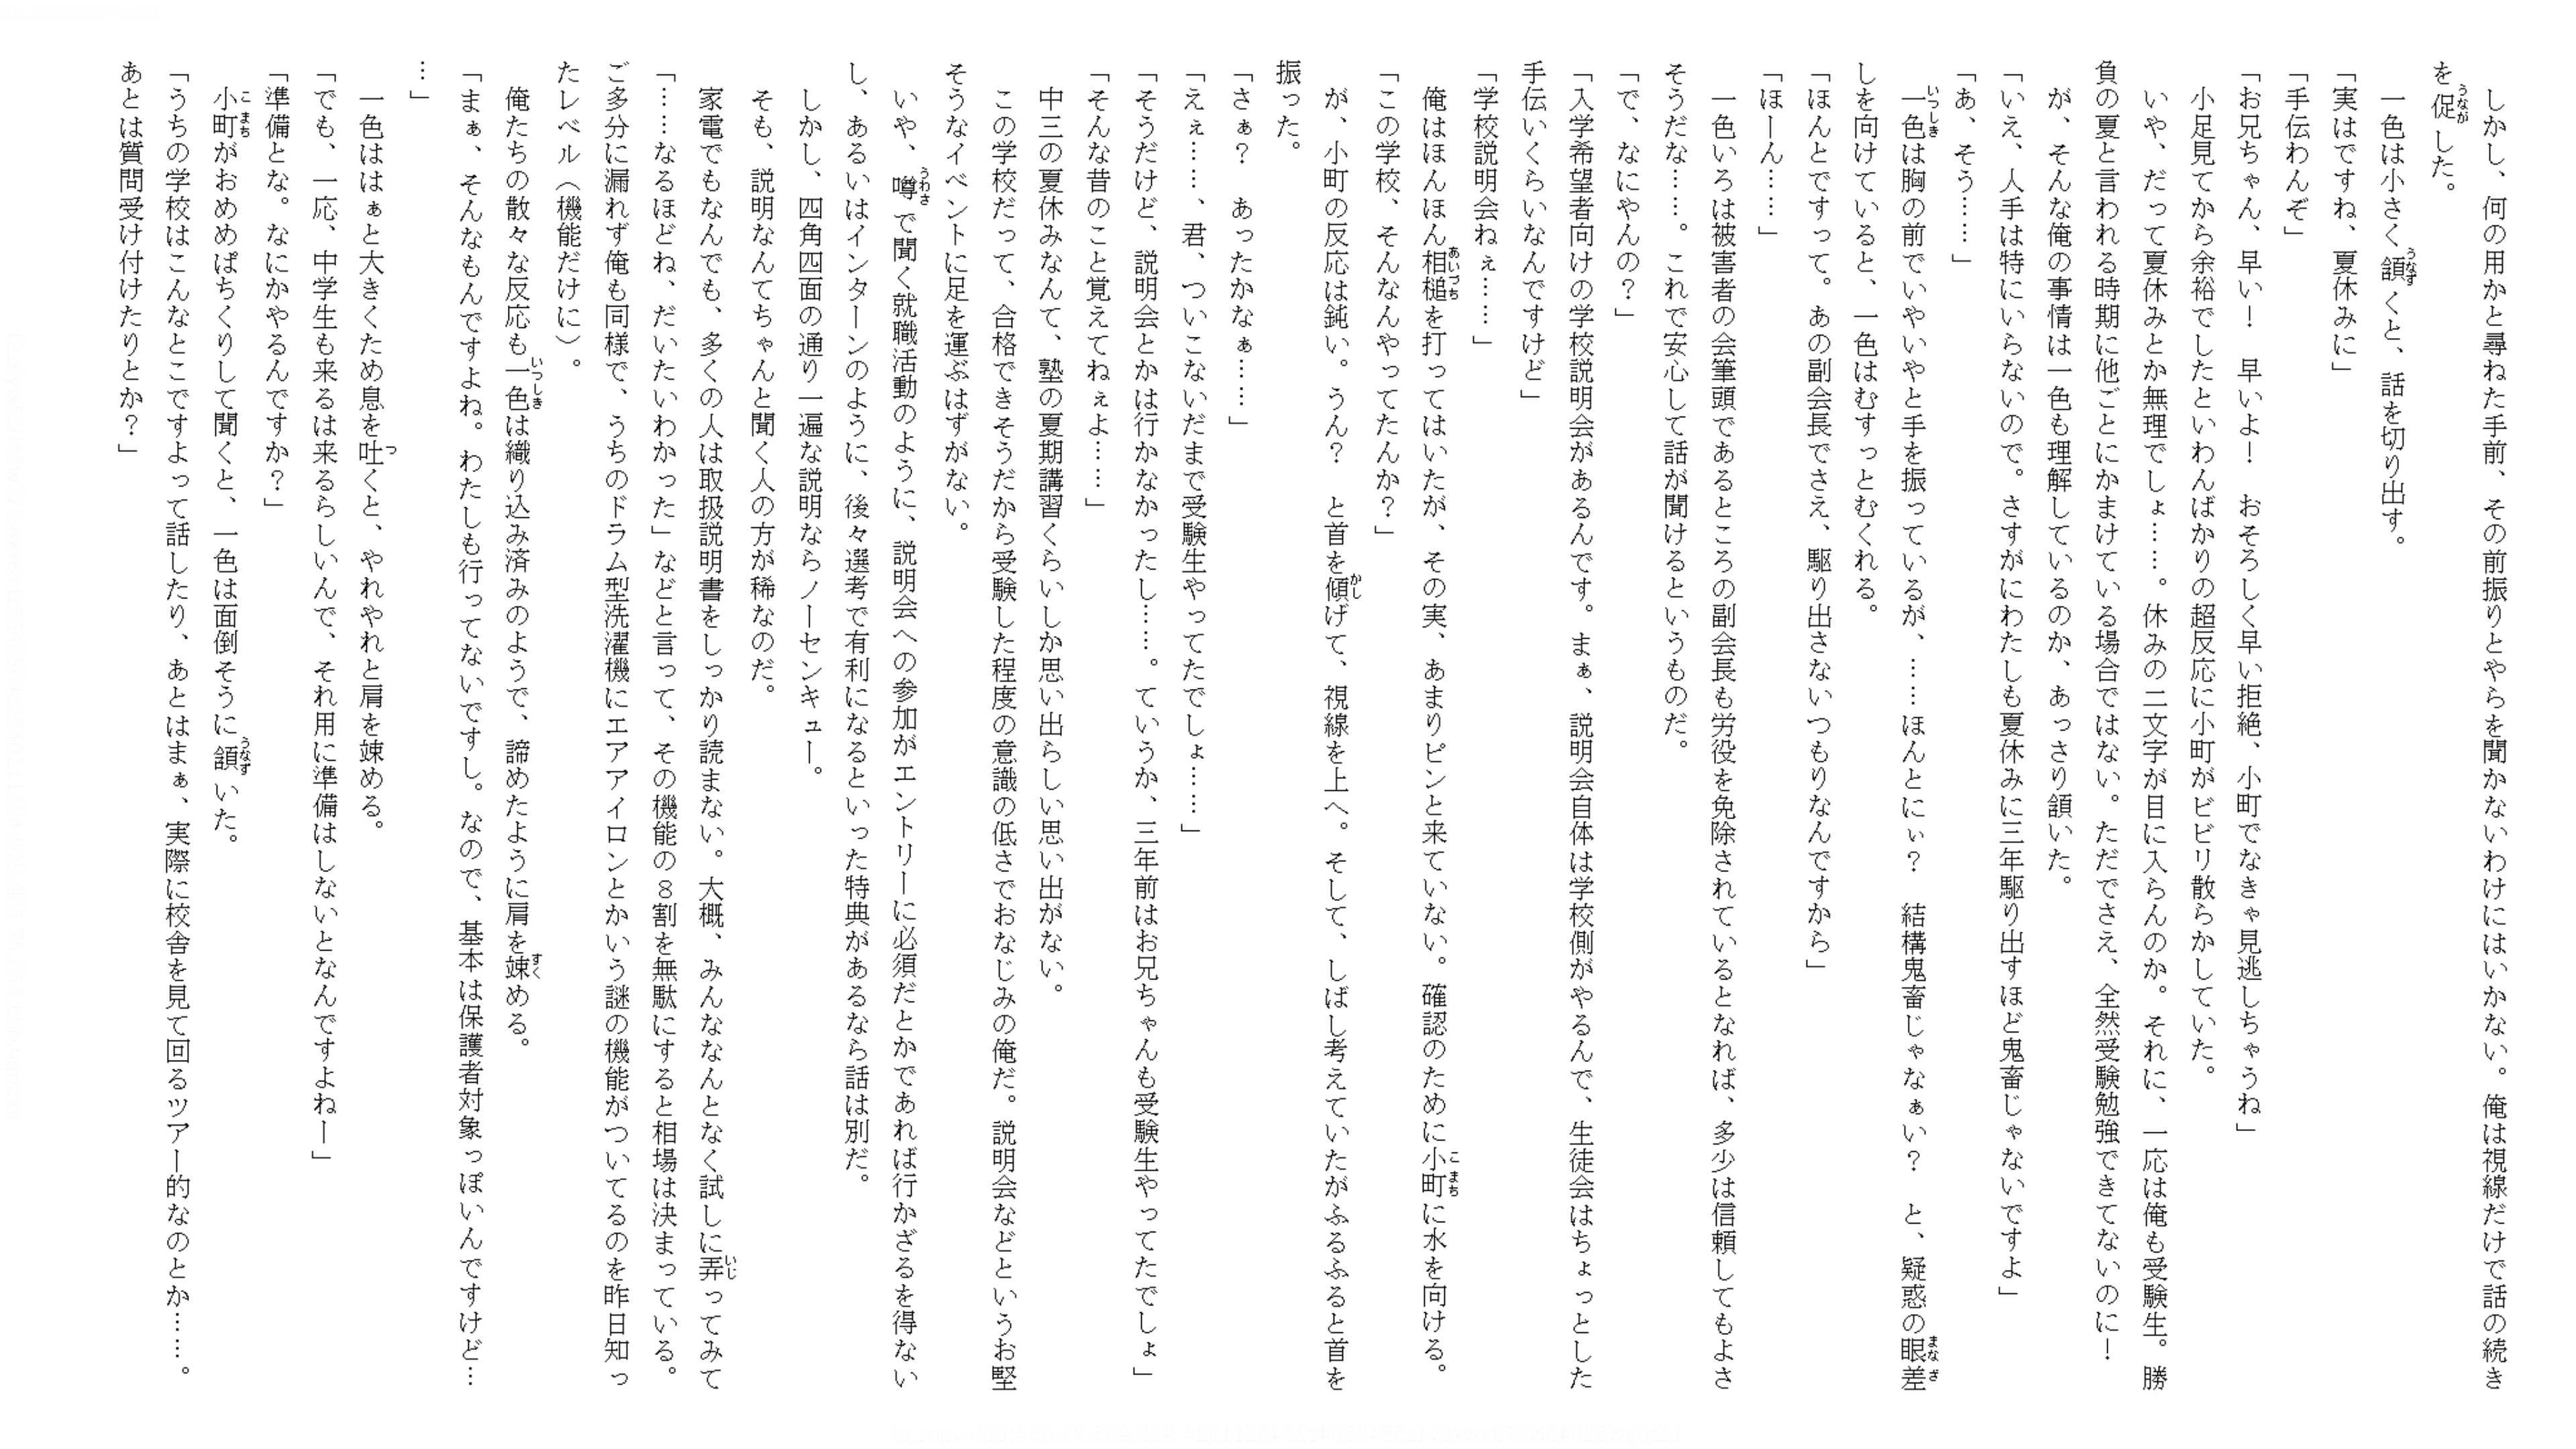 しかし、何の用かと尋ねた手前、その前振りとやらを聞かないわけにはいかない。俺は視線だけで話の続き
を促した。
　一色は小さく頷くと、話を切り出す。
「実はですね、夏休みに」
「手伝わんぞ」
「お兄ちゃん、早い！　早いよ！　おそろしく早い拒絶、小町でなきゃ見逃しちゃうね」
　小足見てから余裕でしたといわんばかりの超反応に小町がビビリ散らかしていた。
　いや、だって夏休みとか無理でしょ……。休みの二文字が目に入らんのか。それに、一応は俺も受験生。勝
負の夏と言われる時期に他ごとにかまけている場合ではない。ただでさえ、全然受験勉強できてないのに！
　が、そんな俺の事情は一色も理解しているのか、あっさり頷いた。
「いえ、人手は特にいらないので。さすがにわたしも夏休みに三年駆り出すほど鬼畜じゃないですよ」
「あ、そう……」
　一色は胸の前でいやいやと手を振っているが、……ほんとにぃ？　結構鬼畜じゃなぁい？　と、疑惑の眼差
しを向けていると、一色はむすっとむくれる。
「ほんとですって。あの副会長でさえ、駆り出さないつもりなんですから」
「ほーん……」
　一色いろは被害者の会筆頭であるところの副会長も労役を免除されているとなれば、多少は信頼してもよさ
そうだな……。これで安心して話が聞けるというものだ。
「で、なにやんの？」
「入学希望者向けの学校説明会があるんです。まぁ、説明会自体は学校側がやるんで、生徒会はちょっとした
手伝いくらいなんですけど」
「学校説明会ねぇ……」
　俺はほんほん相槌を打ってはいたが、その実、あまりピンと来ていない。確認のために小町に水を向ける。
「この学校、そんなんやってたんか？」
　が、小町の反応は鈍い。うん？　と首を傾げて、視線を上へ。そして、しばし考えていたがふるふると首を
振った。
「さぁ？　あったかなぁ……」
「えぇ……、君、ついこないだまで受験生やってたでしょ……」
「そうだけど、説明会とかは行かなかったし……。ていうか、三年前はお兄ちゃんも受験生やってたでしょ」
「そんな昔のこと覚えてねぇよ……」
　中三の夏休みなんて、塾の夏期講習くらいしか思い出らしい思い出がない。
　この学校だって、合格できそうだから受験した程度の意識の低さでおなじみの俺だ。説明会などというお堅
そうなイベントに足を運ぶはずがない。
　いや、噂で聞く就職活動のように、説明会への参加がエントリーに必須だとかであれば行かざるを得ない
し、あるいはインターンのように、後々選考で有利になるといった特典があるなら話は別だ。
　しかし、四角四面の通り一遍な説明ならノーセンキュー。
　そも、説明なんてちゃんと聞く人の方が稀なのだ。
　家電でもなんでも、多くの人は取扱説明書をしっかり読まない。大概、みんななんとなく試しに弄ってみて
「……なるほどね、だいたいわかった」などと言って、その機能の８割を無駄にすると相場は決まっている。
ご多分に漏れず俺も同様で、うちのドラム型洗濯機にエアアイロンとかいう謎の機能がついてるのを昨日知っ
たレベル（機能だけに）。
　俺たちの散々な反応も一色は織り込み済みのようで、諦めたように肩を竦める。
「まぁ、そんなもんですよね。わたしも行ってないですし。なので、基本は保護者対象っぽいんですけど…
…」
　一色ははぁと大きくため息を吐くと、やれやれと肩を竦める。
「でも、一応、中学生も来るは来るらしいんで、それ用に準備はしないとなんですよねー」
「準備とな。なにかやるんですか？」
　小町がおめめぱちくりして聞くと、一色は面倒そうに頷いた。
「うちの学校はこんなとこですよって話したり、あとはまぁ、実際に校舎を見て回るツアー的なのとか……。
あとは質問受け付けたりとか？」